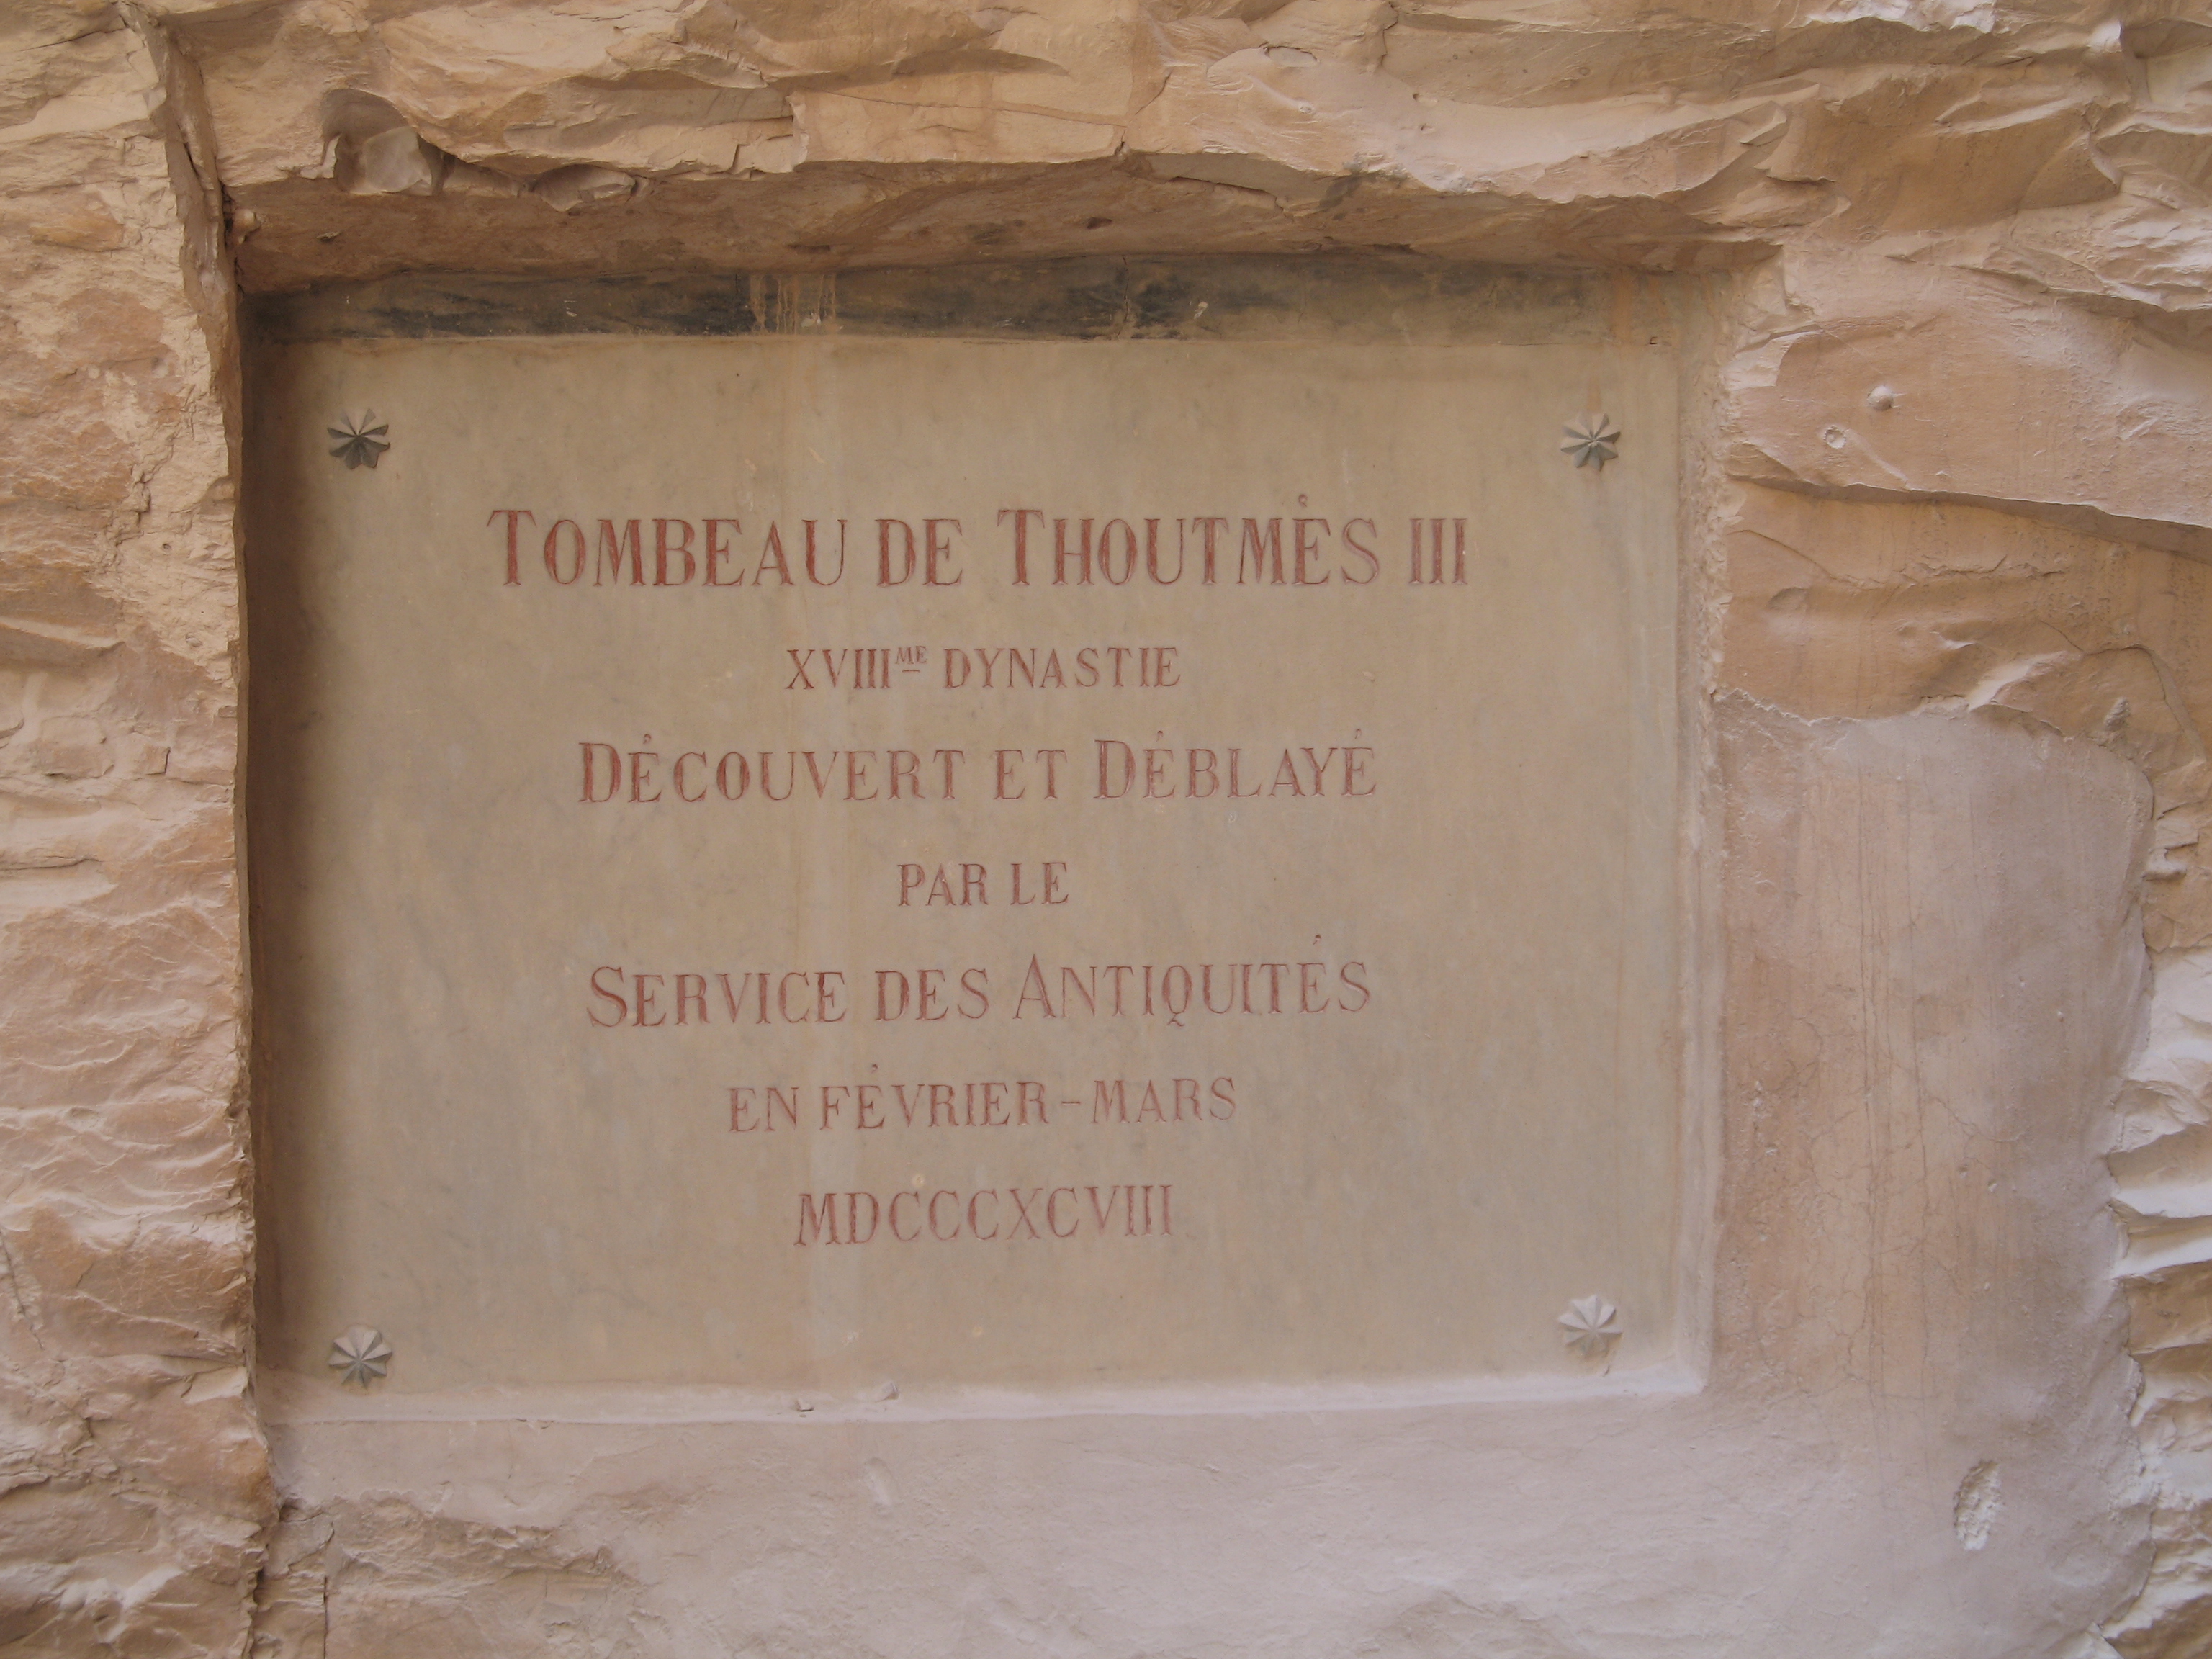 TOMBEAU DE THOUTMÈS III
XVIIIME DYNASTIE
DÉCOUVERT ET DÉBLAYÉ
PAR LE
SERVICE DES ANTIQUITÉS
EN FÉVRIER-MARS
MDCCCXCVIII